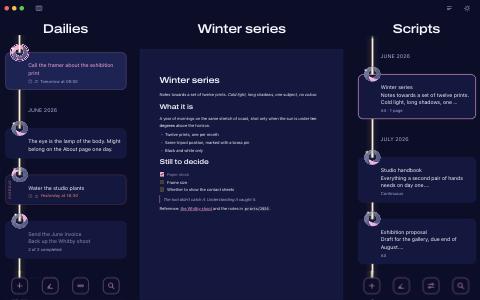 Dailies
Call the framer about the exhibition
print
Tomorrow at 09:00
JUNE 2026
The eye is the lamp of the body. Might
belong on the About page one day.
Water the studio plants
Yesterday at 18:00
Send the June invoice
Back up the Whitby shoot
2 of 2 completed
Winter series
Winter series
Notes towards a set of twelve prints. Cold light, long shadows, one subject, no colour.
What it is
A year of mornings on the same stretch of coast, shot only when the sun is under ten
degrees above the horizon.
- Twelve prints, one per month
- Same tripod position, marked with a brass pin
- Black and white only
Still to decide
Paper stock
Frame size
Whether to show the contact sheets
The tool didn't catch it. Understanding it caught it.
Reference: the Whitby shoot and the notes in prints/2026.
Scripts
JUNE 2026
Winter series
Notes towards a set of twelve prints.
Cold light, long shadows, one ...
A4 · 1 page
JULY 2026
Studio handbook
Everything a second pair of hands
needs on day one....
Continuous
Exhibition proposal
Draft for the gallery, due end of
August....
A4